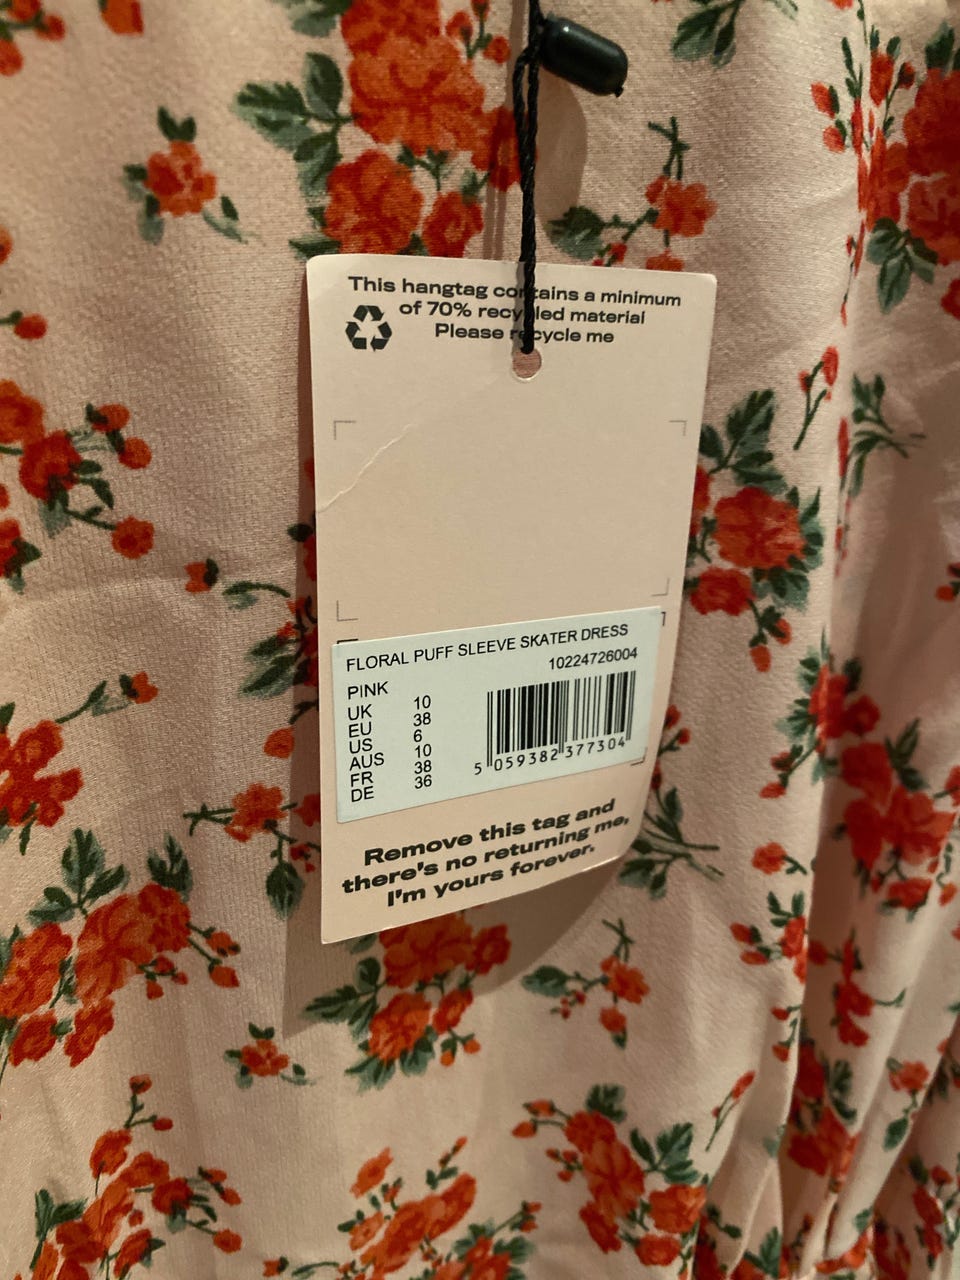 This hangtag contains a minimum
of 70% recycled material
Please recycle me
FLORAL PUFF SLEEVE SKATER DRESS
10224726004
PINK
UK 10
EU 38
US 6
AUS 10
FR 38
DE 36
5 059382 377304
Remove this tag and
there's no returning me,
I'm yours forever.